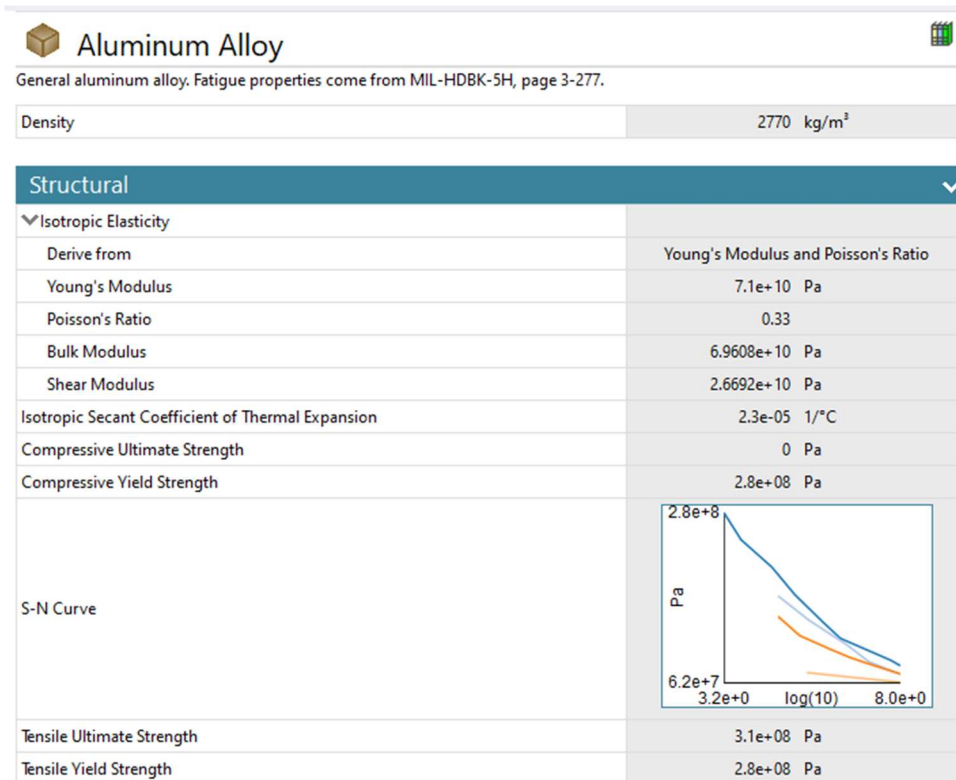 Aluminum Alloy
General aluminum alloy. Fatigue properties come from MIL-HDBK-5H, page 3-277.
Density 2770 kg/m³
Structural
Isotropic Elasticity
Derive from Young's Modulus and Poisson's Ratio
Young's Modulus 7.1e+10 Pa
Poisson's Ratio 0.33
Bulk Modulus 6.9608e+10 Pa
Shear Modulus 2.6692e+10 Pa
Isotropic Secant Coefficient of Thermal Expansion 2.3e-05 1/°C
Compressive Ultimate Strength 0 Pa
Compressive Yield Strength 2.8e+08 Pa
S-N Curve
2.8e+8
Pa
6.2e+7
3.2e+0 log(10) 8.0e+0
Tensile Ultimate Strength 3.1e+08 Pa
Tensile Yield Strength 2.8e+08 Pa